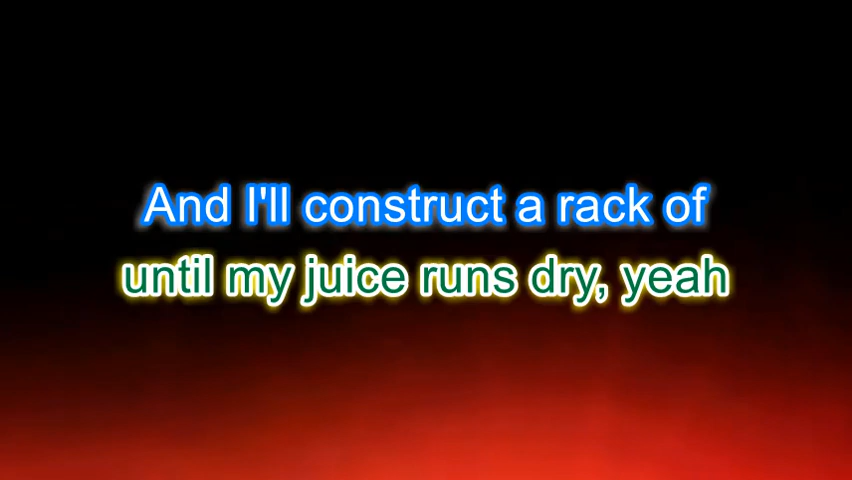 And I'll construct a rack of
until my juice runs dry, yeah